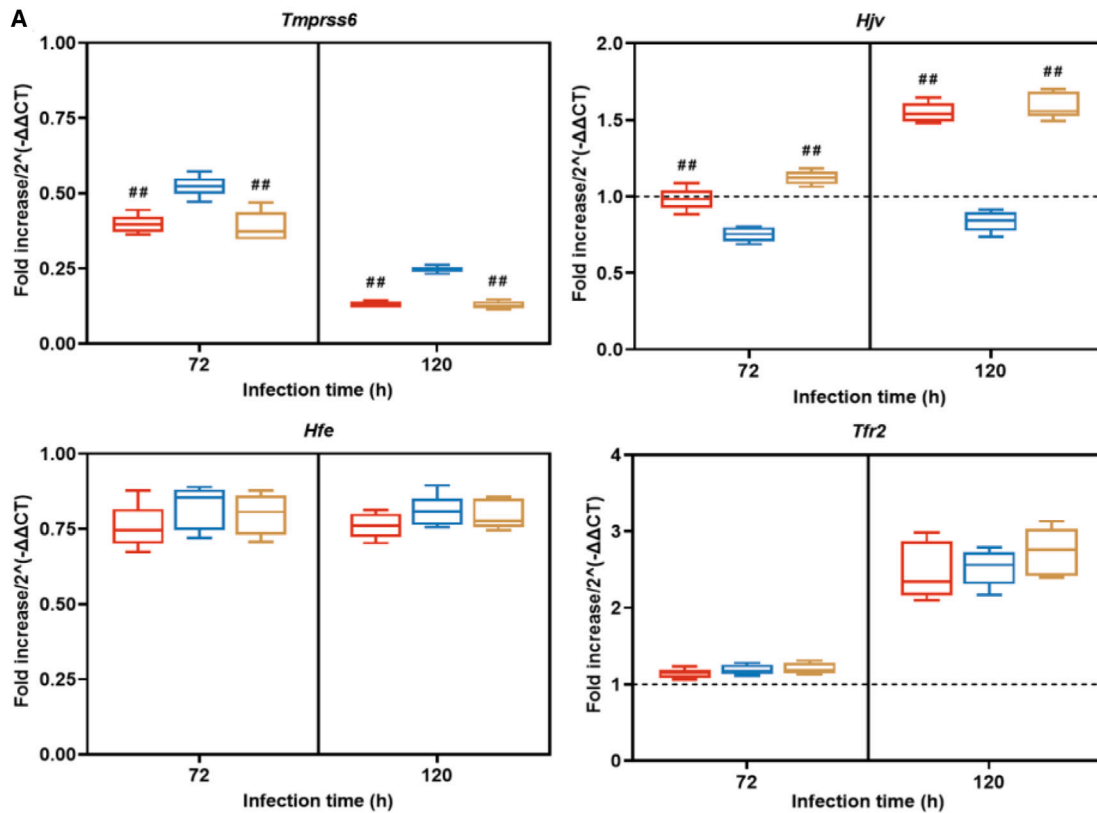 A
Tmprss6
Fold increase/2^(-ΔΔCT)
1.00
0.75
0.50
0.25
0.00
##
##
##
##
72
120
Infection time (h)
Hjv
Fold increase/2^(-ΔΔCT)
2.0
1.5
1.0
0.5
0.0
##
##
##
##
72
120
Infection time (h)
Hfe
Fold increase/2^(-ΔΔCT)
1.00
0.75
0.50
0.25
0.00
72
120
Infection time (h)
Tfr2
Fold increase/2^(-ΔΔCT)
4
3
2
1
0
72
120
Infection time (h)